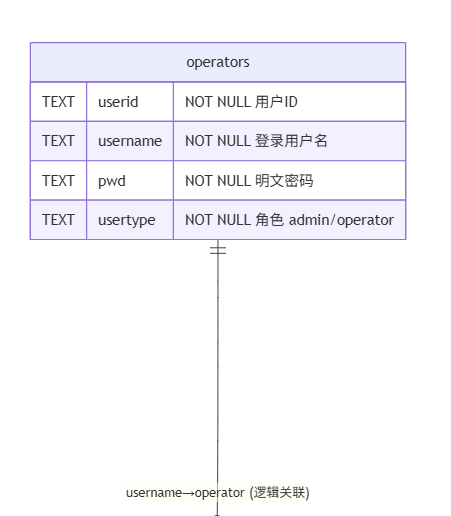 operators
TEXT userid NOT NULL 用户ID
TEXT username NOT NULL 登录用户名
TEXT pwd NOT NULL 明文密码
TEXT usertype NOT NULL 角色 admin/operator
username→operator (逻辑关联)